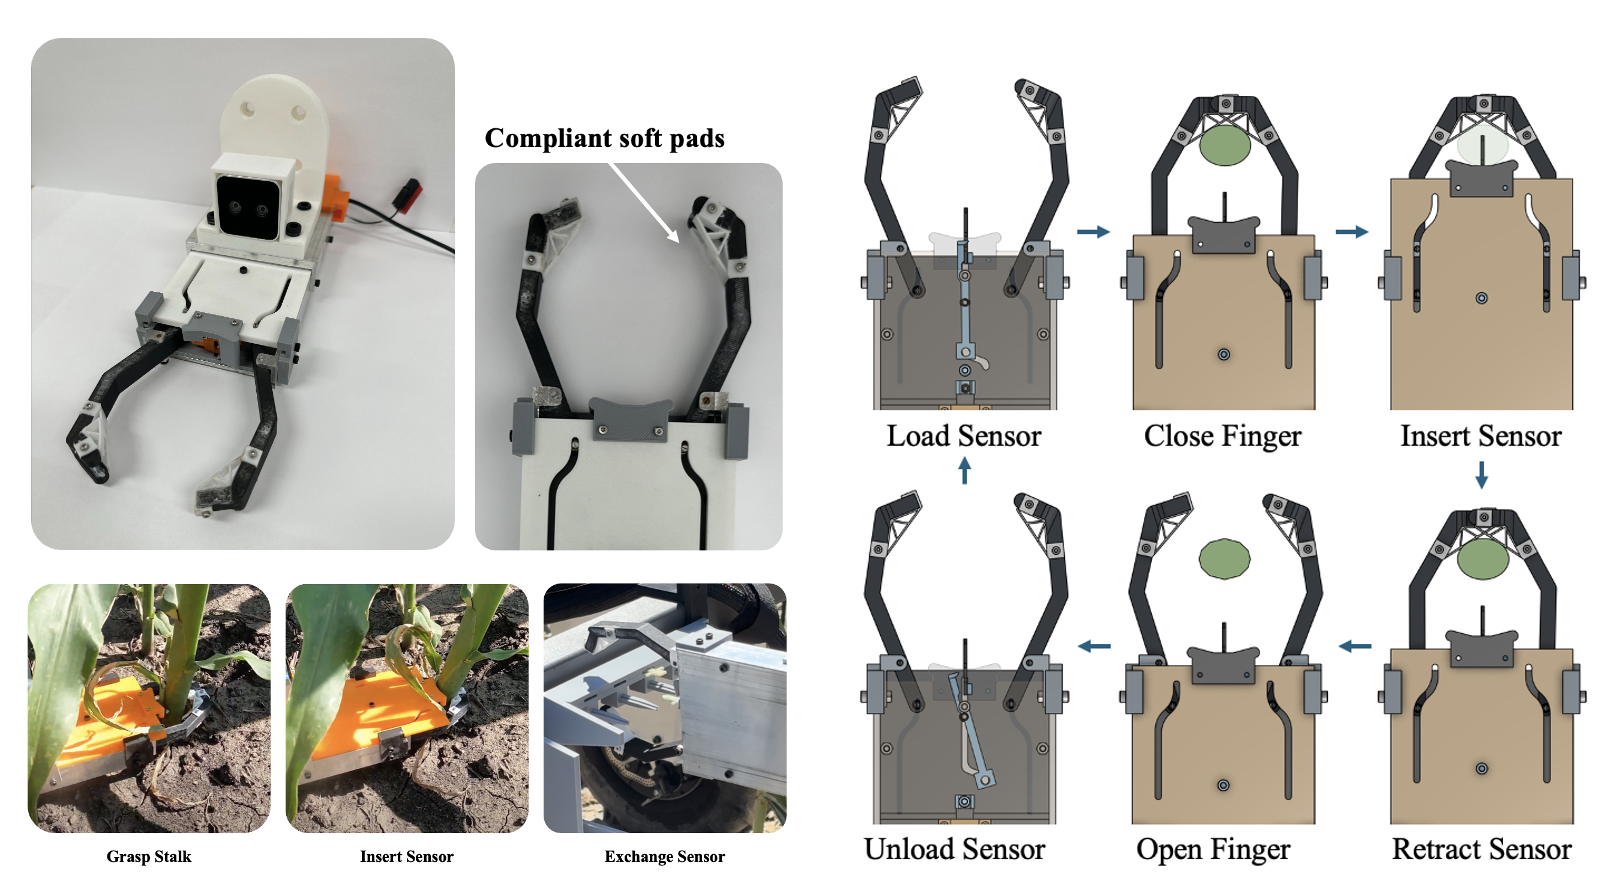 Compliant soft pads
Grasp Stalk
Insert Sensor
Exchange Sensor
Load Sensor
Close Finger
Insert Sensor
Unload Sensor
Open Finger
Retract Sensor